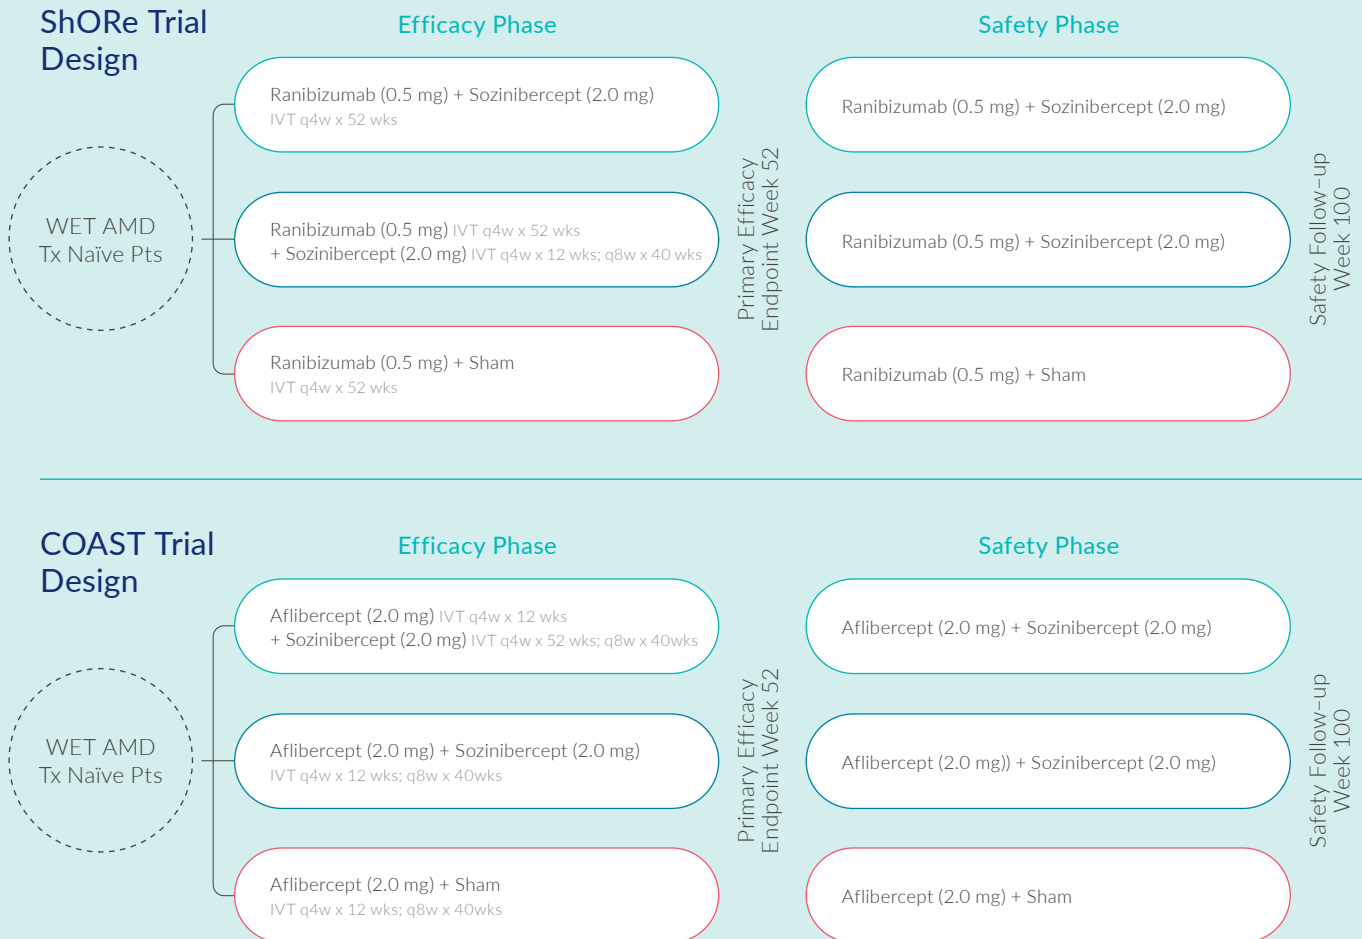 ShORe Trial
Design
Efficacy Phase
Safety Phase
WET AMD
Tx Naïve Pts
Ranibizumab (0.5 mg) + Sozinibercept (2.0 mg)
IVT q4w x 52 wks
Ranibizumab (0.5 mg) IVT q4w x 52 wks
+ Sozinibercept (2.0 mg) IVT q4w x 12 wks; q8w x 40 wks
Ranibizumab (0.5 mg) + Sham
IVT q4w x 52 wks
Primary Efficacy
Endpoint Week 52
Ranibizumab (0.5 mg) + Sozinibercept (2.0 mg)
Ranibizumab (0.5 mg) + Sozinibercept (2.0 mg)
Ranibizumab (0.5 mg) + Sham
Safety Follow-up
Week 100
COAST Trial
Design
Efficacy Phase
Safety Phase
WET AMD
Tx Naïve Pts
Aflibercept (2.0 mg) IVT q4w x 12 wks
+ Sozinibercept (2.0 mg) IVT q4w x 52 wks; q8w x 40wks
Aflibercept (2.0 mg) + Sozinibercept (2.0 mg)
IVT q4w x 12 wks; q8w x 40wks
Aflibercept (2.0 mg) + Sham
IVT q4w x 12 wks; q8w x 40wks
Primary Efficacy
Endpoint Week 52
Aflibercept (2.0 mg) + Sozinibercept (2.0 mg)
Aflibercept (2.0 mg)) + Sozinibercept (2.0 mg)
Aflibercept (2.0 mg) + Sham
Safety Follow-up
Week 100